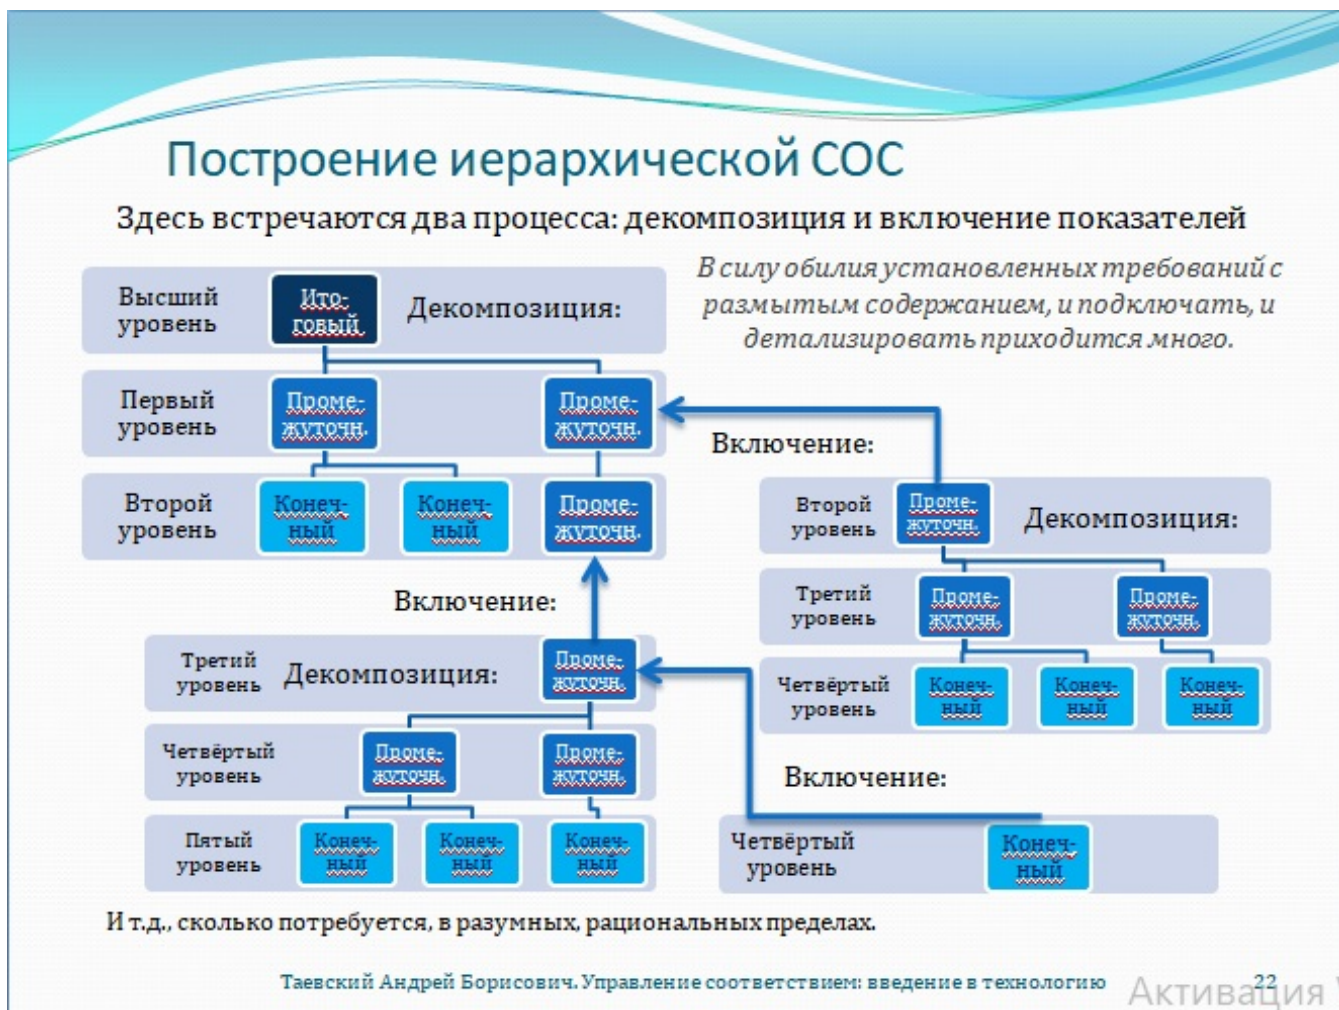 Построение иерархической СОС
Здесь встречаются два процесса: декомпозиция и включение показателей
В силу обилия установленных требований с
размытым содержанием, и подключать, и
детализировать приходится много.
Высший
уровень
Ито-
говый
Декомпозиция:
Первый
уровень
Проме-
жуточн.
Проме-
жуточн.
Второй
уровень
Конеч-
ный
Конеч-
ный
Проме-
жуточн.
Включение:
Второй
уровень
Проме-
жуточн.
Декомпозиция:
Третий
уровень
Проме-
жуточн.
Проме-
жуточн.
Четвёртый
уровень
Конеч-
ный
Конеч-
ный
Конеч-
ный
Включение:
Третий
уровень
Декомпозиция:
Проме-
жуточн.
Четвёртый
уровень
Проме-
жуточн.
Проме-
жуточн.
Пятый
уровень
Конеч-
ный
Конеч-
ный
Конеч-
ный
Включение:
Четвёртый
уровень
Конеч-
ный
И т.д., сколько потребуется, в разумных, рациональных пределах.
Таевский Андрей Борисович. Управление соответствием: введение в технологию
22
Активация